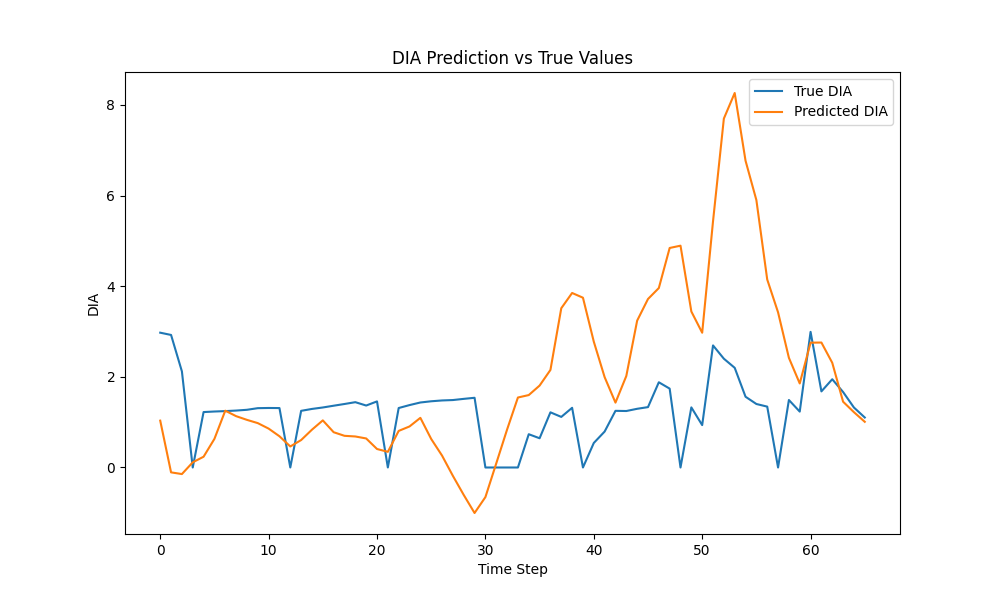 DIA Prediction vs True Values
True DIA
Predicted DIA
8
6
4
2
0
DIA
0 10 20 30 40 50 60
Time Step